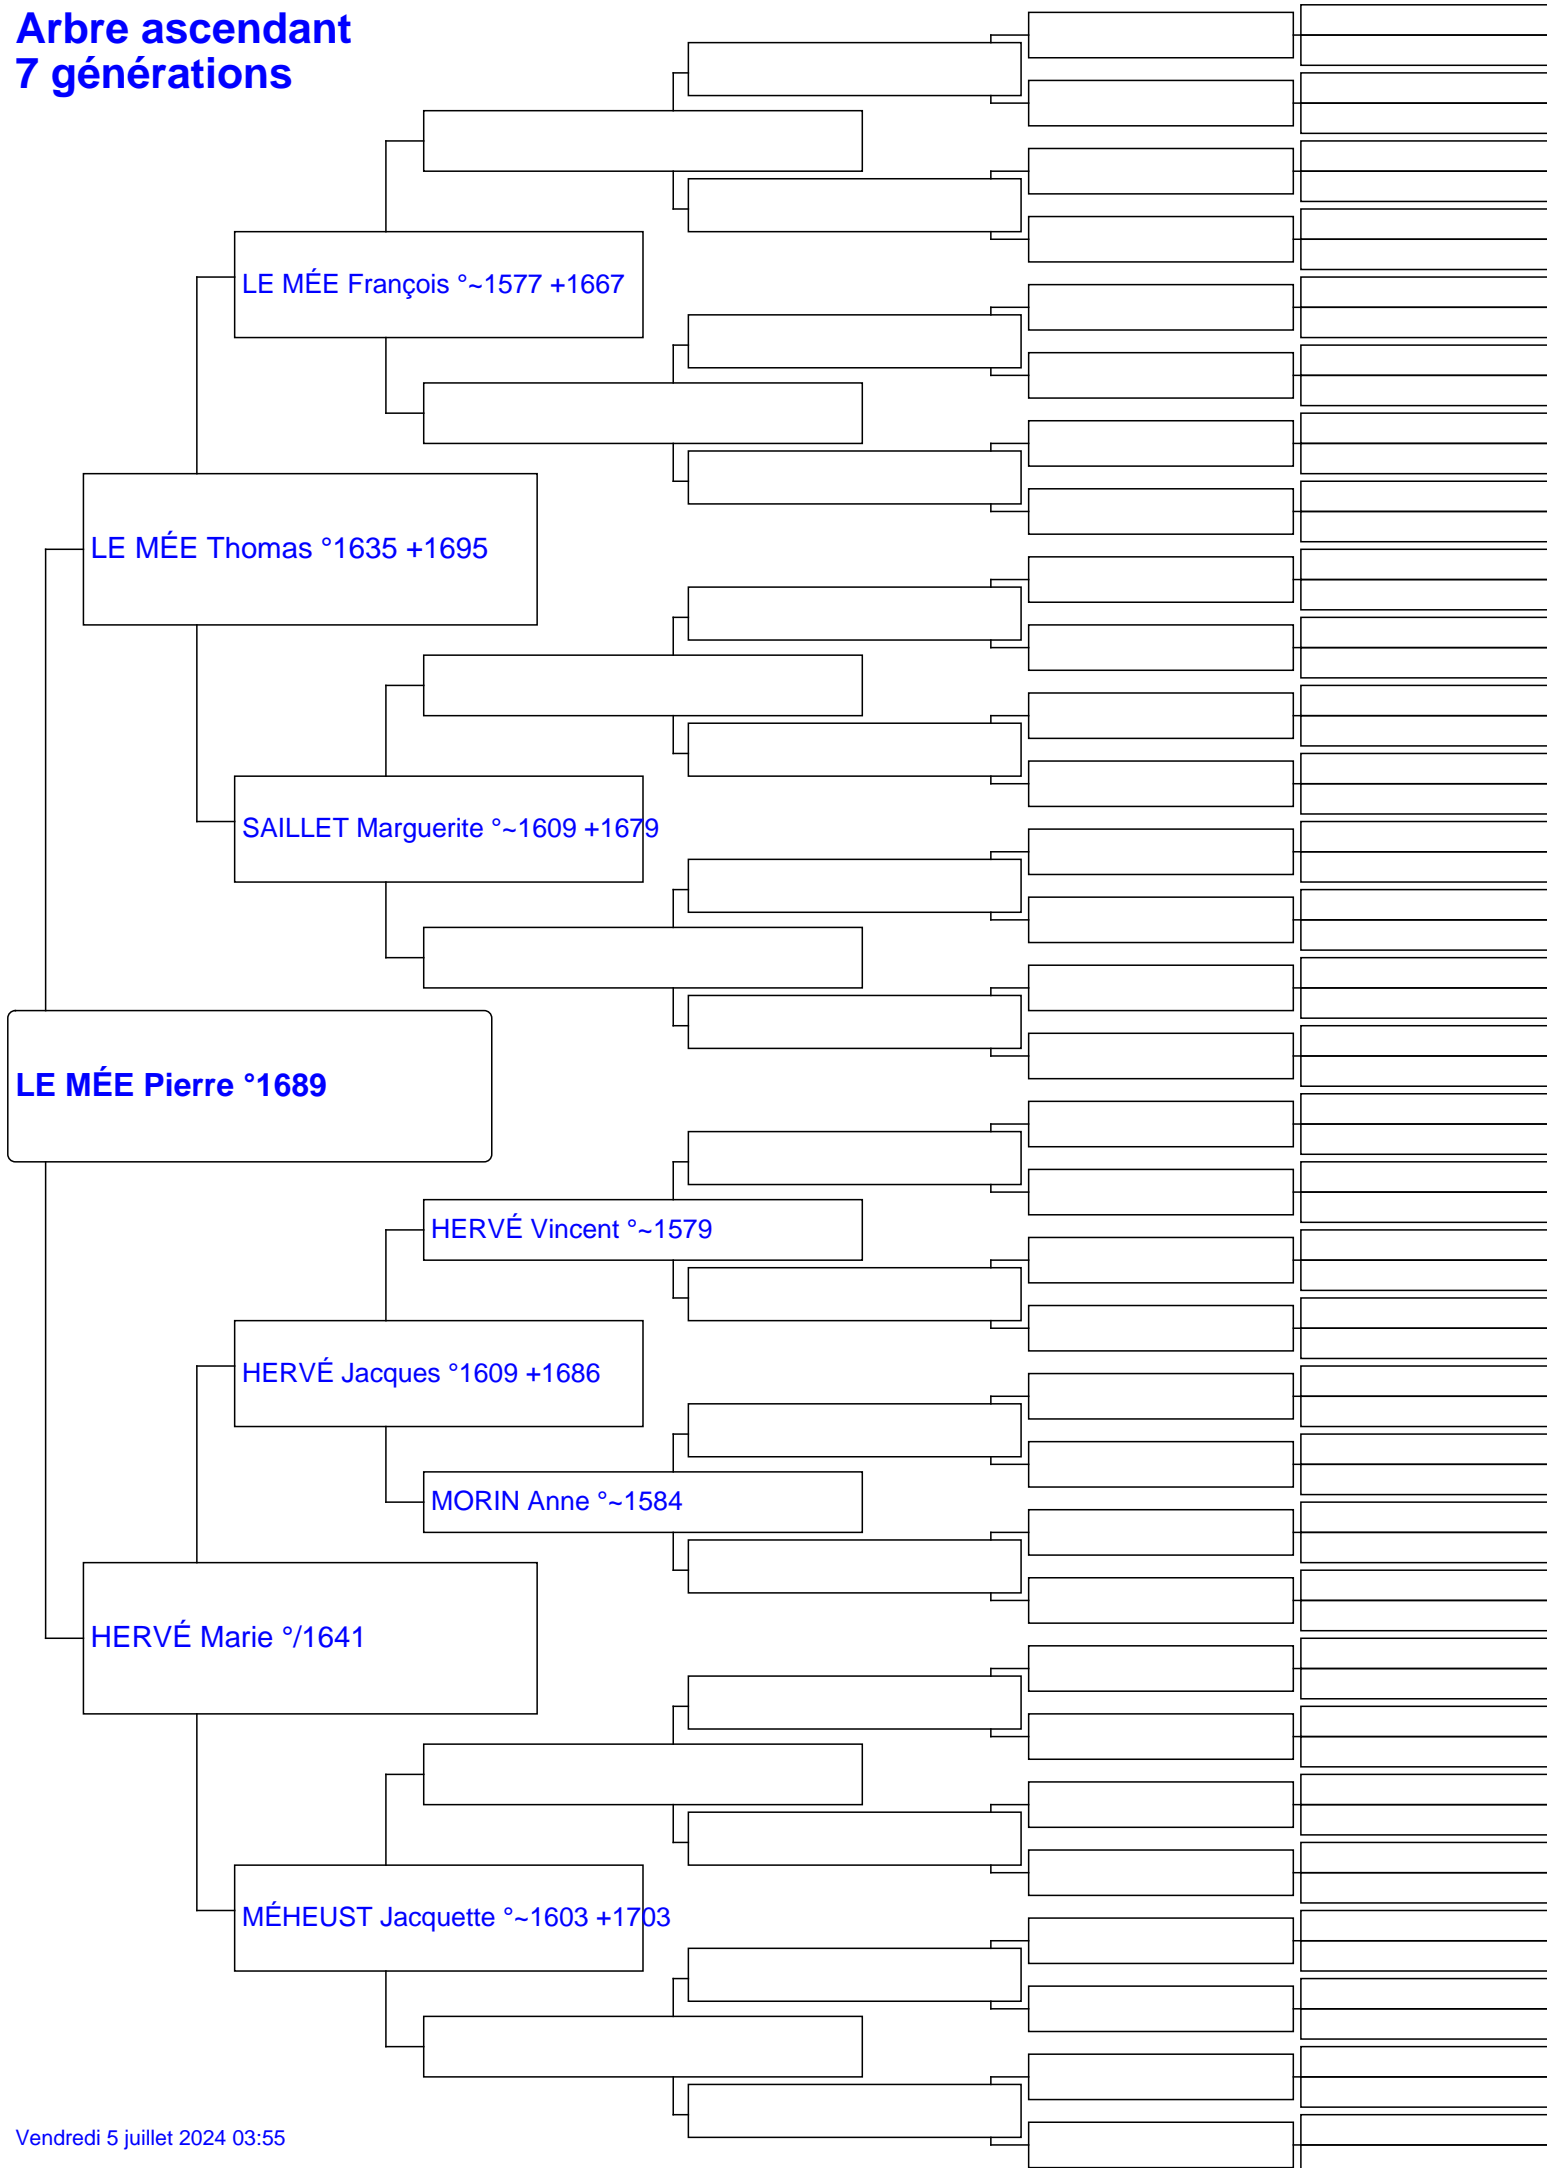 Arbre ascendant
7 générations
LE MÉE François °~1577 +1667
LE MÉE Thomas °1635 +1695
SAILLET Marguerite °~1609 +1679
LE MÉE Pierre °1689
HERVÉ Vincent °~1579
HERVÉ Jacques °1609 +1686
MORIN Anne °~1584
HERVÉ Marie °/1641
MÉHEUST Jacquette °~1603 +1703
Vendredi 5 juillet 2024 03:55